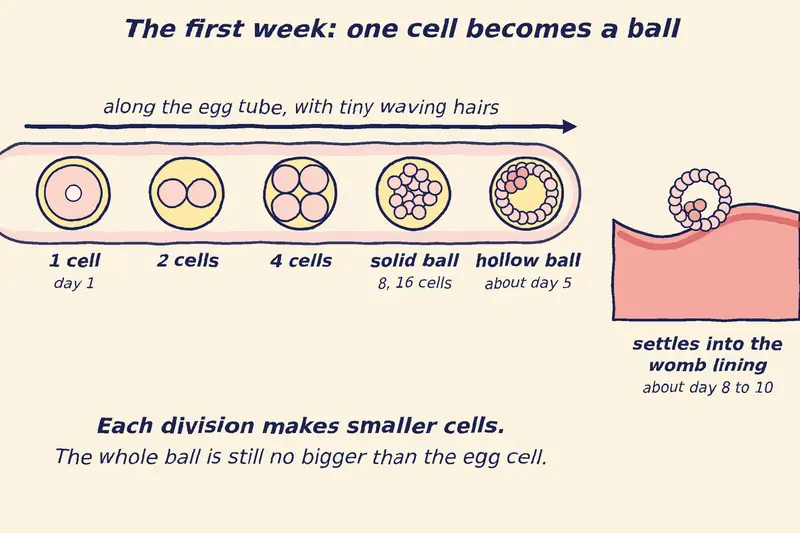 The first week: one cell becomes a ball
along the egg tube, with tiny waving hairs
1 cell
day 1
2 cells
4 cells
solid ball
8, 16 cells
hollow ball
about day 5
settles into the
womb lining
about day 8 to 10
Each division makes smaller cells.
The whole ball is still no bigger than the egg cell.